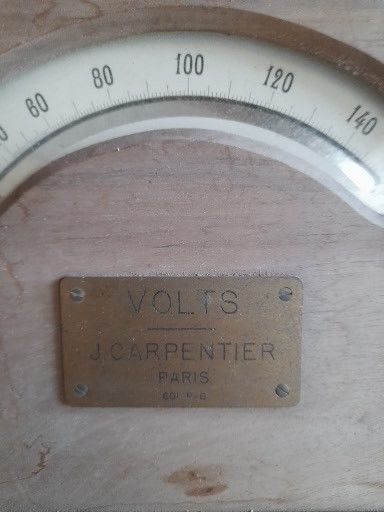 60 80 100 120 140
VOLTS
J.CARPENTIER
PARIS